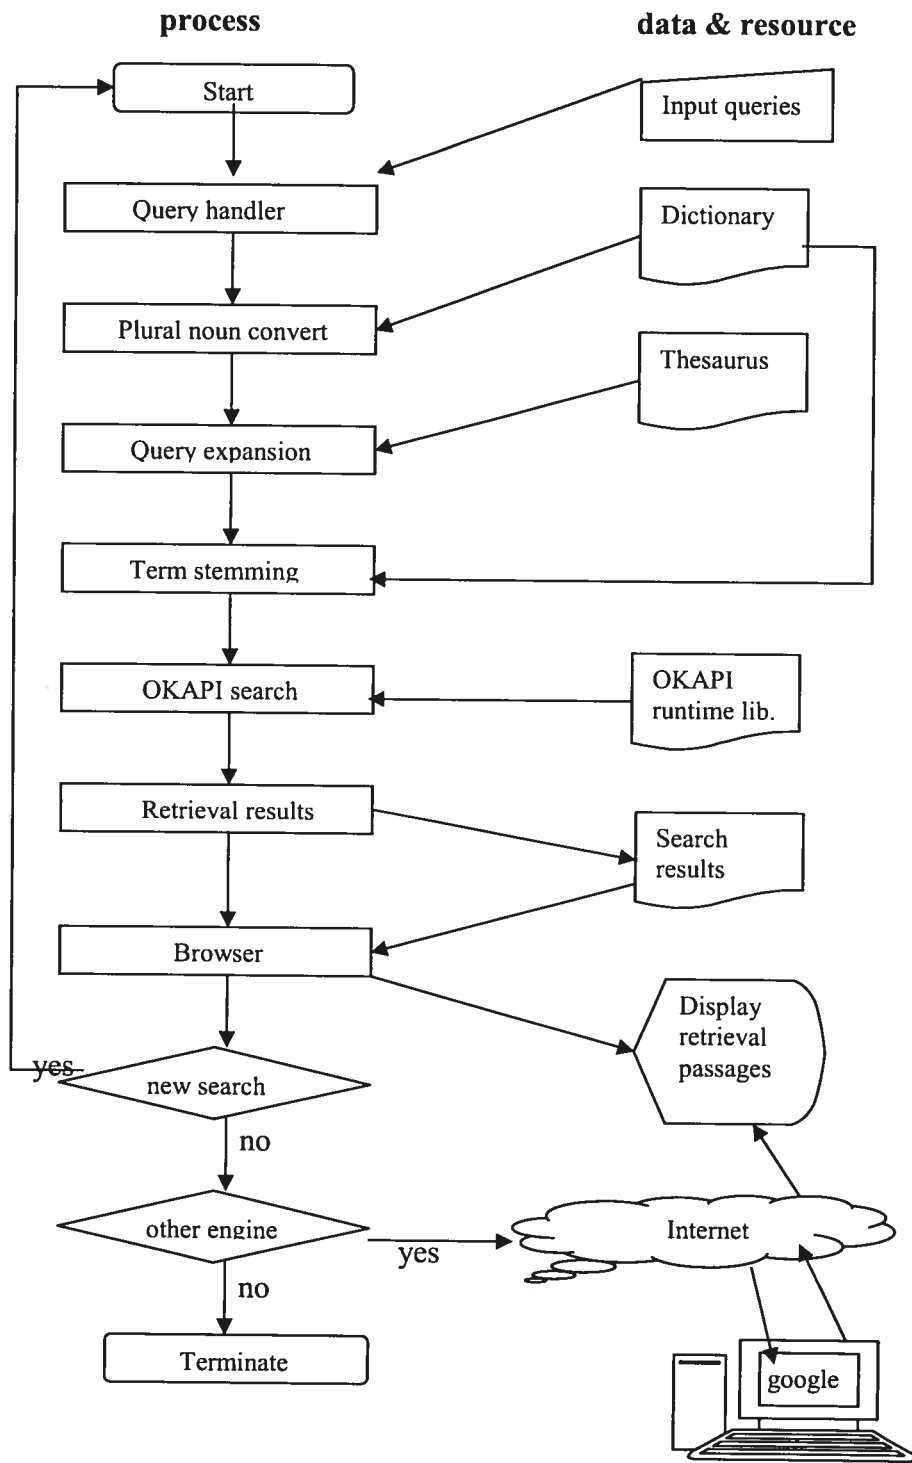 process
data & resource
Start
Input queries
Query handler
Dictionary
Plural noun convert
Thesaurus
Query expansion
Term stemming
OKAPI search
OKAPI
runtime lib.
Retrieval results
Search
results
Browser
Display
retrieval
passages
yes
new search
no
other engine
yes
Internet
no
Terminate
google